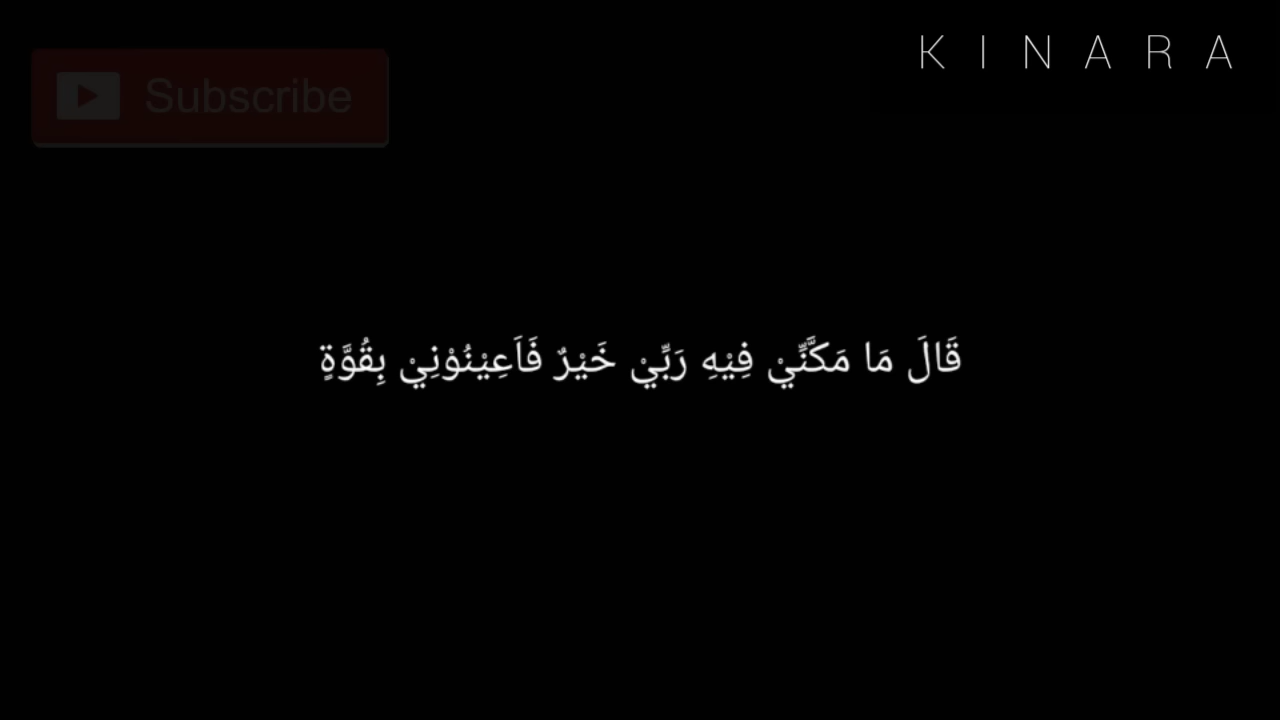 K I N A R A
Subscribe
قَالَ مَا مَكَّنِّيْ فِيْهِ رَبِّيْ خَيْرٌ فَاَعِيْنُوْنِيْ بِقُوَّةٍ